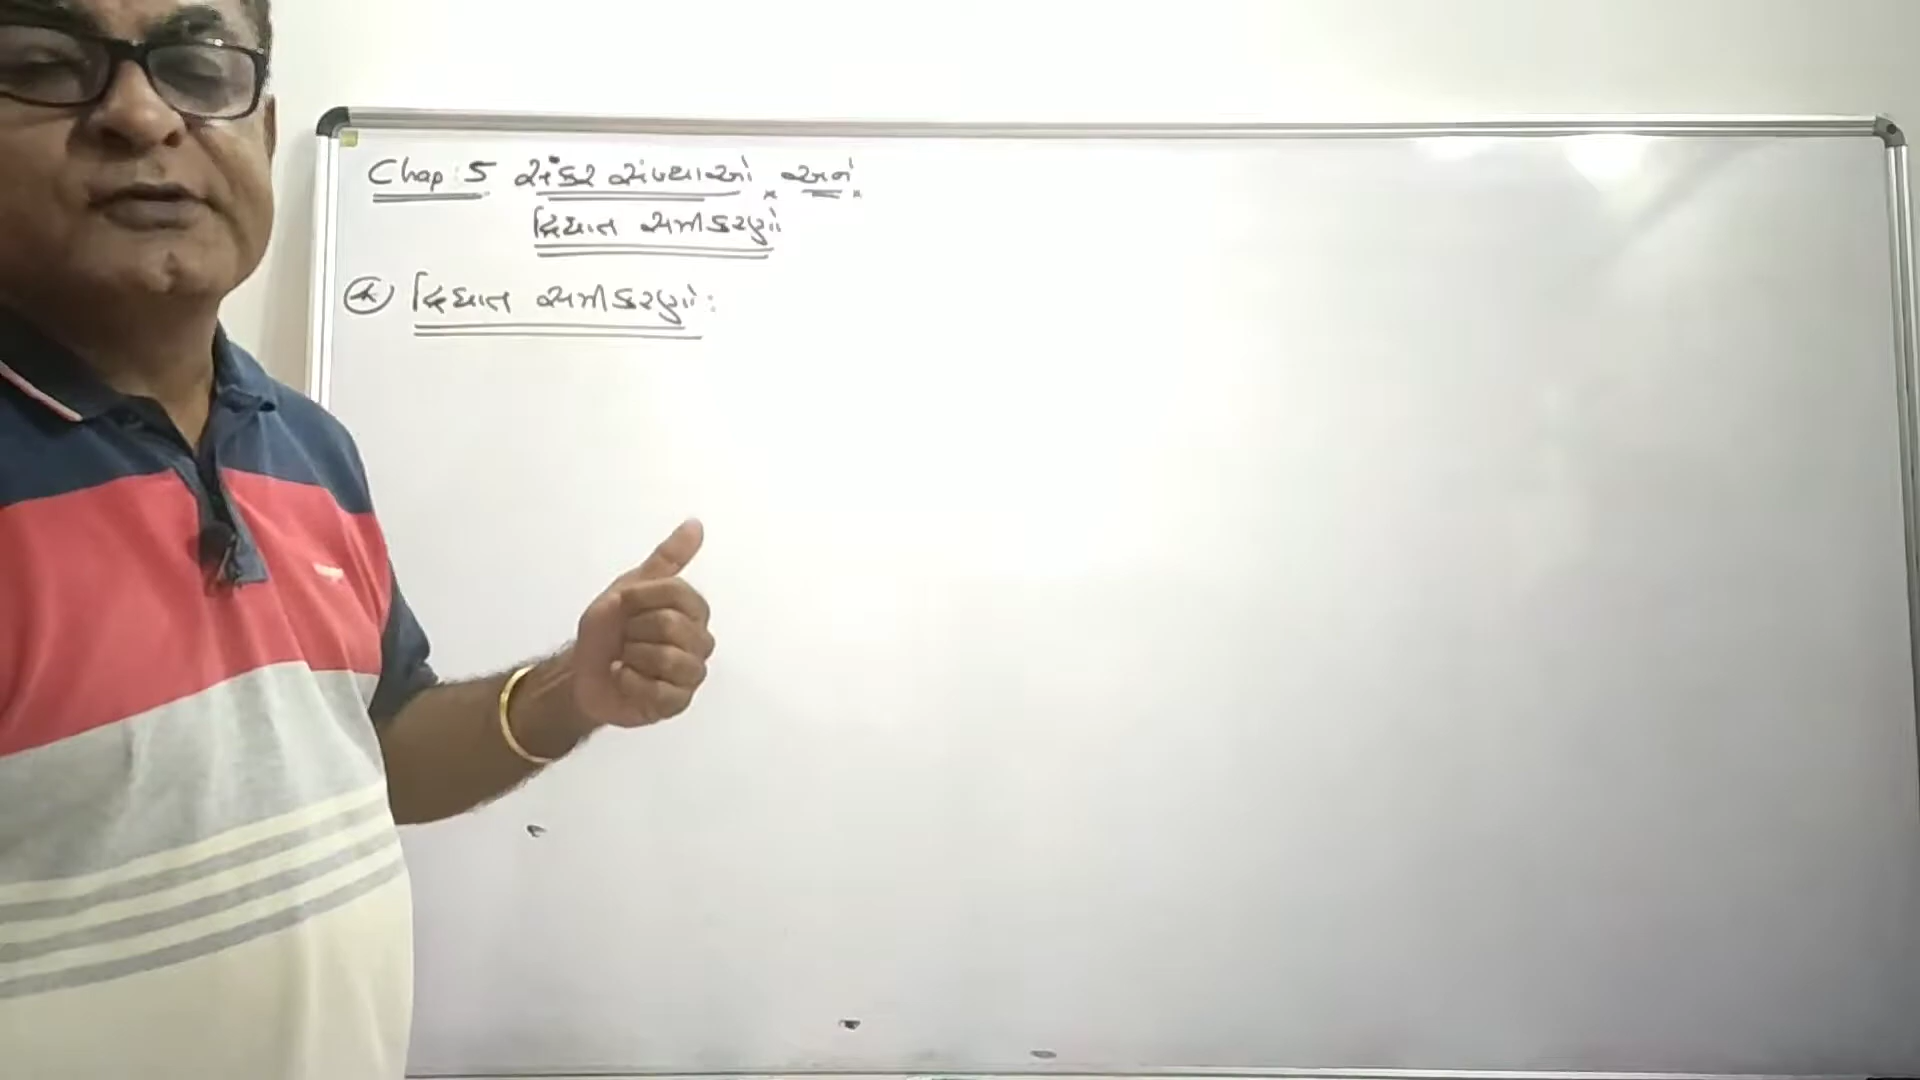 Chap : 5 સંકર સંખ્યાઓ અને
દ્વિઘાત સમીકરણો
* દ્વિઘાત સમીકરણો :